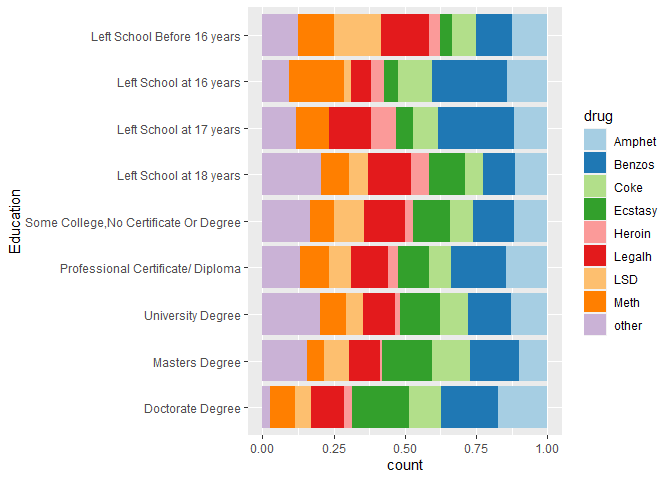 Left School Before 16 years
Left School at 16 years
Left School at 17 years
Left School at 18 years
Some College,No Certificate Or Degree
Professional Certificate/ Diploma
University Degree
Masters Degree
Doctorate Degree
Education
0.00 0.25 0.50 0.75 1.00
count
drug
Amphet
Benzos
Coke
Ecstasy
Heroin
Legalh
LSD
Meth
other